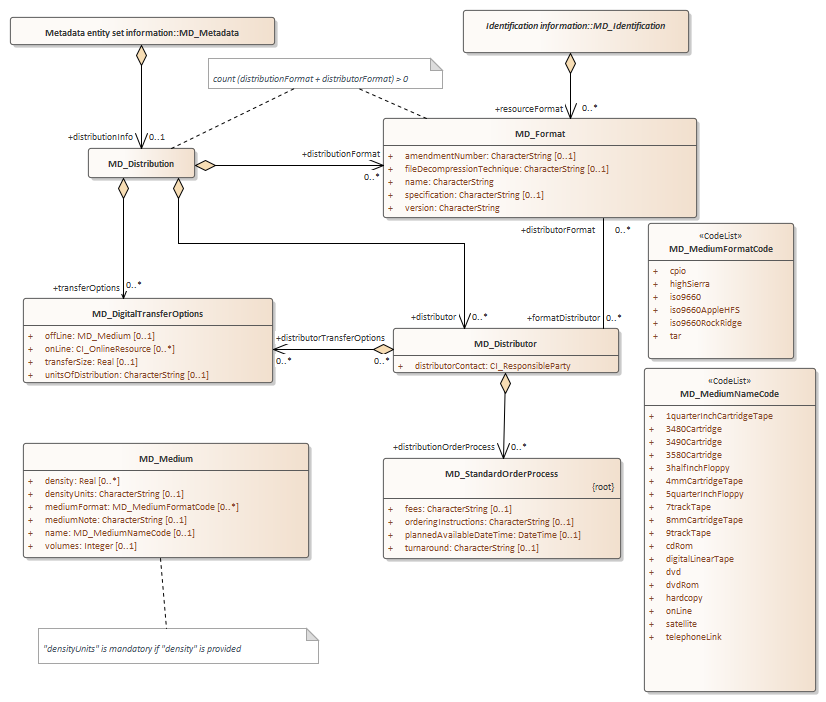 Metadata entity set information::MD_Metadata
Identification information::MD_Identification
count (distributionFormat + distributorFormat) > 0
+distributionInfo 0..1
+resourceFormat 0..*
MD_Distribution
+distributionFormat
0..*
MD_Format
+ amendmentNumber: CharacterString [0..1]
+ fileDecompressionTechnique: CharacterString [0..1]
+ name: CharacterString
+ specification: CharacterString [0..1]
+ version: CharacterString
+distributorFormat 0..*
+transferOptions 0..*
+distributor 0..*
+formatDistributor 0..*
MD_DigitalTransferOptions
+ offLine: MD_Medium [0..1]
+ onLine: CI_OnlineResource [0..*]
+ transferSize: Real [0..1]
+ unitsOfDistribution: CharacterString [0..1]
+distributorTransferOptions
0..* 0..*
MD_Distributor
+ distributorContact: CI_ResponsibleParty
+distributionOrderProcess 0..*
MD_StandardOrderProcess
{root}
+ fees: CharacterString [0..1]
+ orderingInstructions: CharacterString [0..1]
+ plannedAvailableDateTime: DateTime [0..1]
+ turnaround: CharacterString [0..1]
MD_Medium
+ density: Real [0..*]
+ densityUnits: CharacterString [0..1]
+ mediumFormat: MD_MediumFormatCode [0..*]
+ mediumNote: CharacterString [0..1]
+ name: MD_MediumNameCode [0..1]
+ volumes: Integer [0..1]
"densityUnits" is mandatory if "density" is provided
«CodeList»
MD_MediumFormatCode
+ cpio
+ highSierra
+ iso9660
+ iso9660AppleHFS
+ iso9660RockRidge
+ tar
«CodeList»
MD_MediumNameCode
+ 1quarterInchCartridgeTape
+ 3480Cartridge
+ 3490Cartridge
+ 3580Cartridge
+ 3halfInchFloppy
+ 4mmCartridgeTape
+ 5quarterInchFloppy
+ 7trackTape
+ 8mmCartridgeTape
+ 9trackTape
+ cdRom
+ digitalLinearTape
+ dvd
+ dvdRom
+ hardcopy
+ onLine
+ satellite
+ telephoneLink